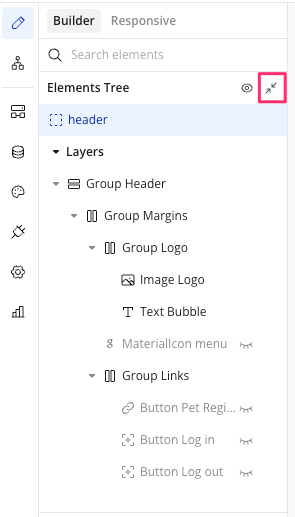 Builder Responsive
Search elements
Elements Tree
header
Layers
Group Header
Group Margins
Group Logo
Image Logo
Text Bubble
MaterialIcon menu
Group Links
Button Pet Regi...
Button Log in
Button Log out